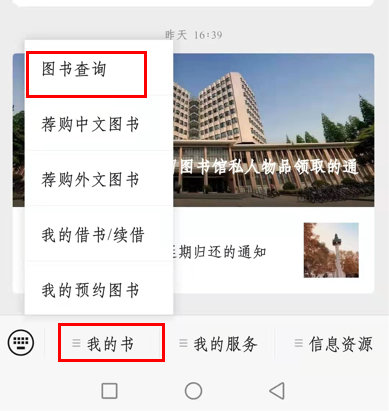 昨天 16:39
图书查询
荐购中文图书
图书馆私人物品领取的通
荐购外文图书
我的借书/续借
期归还的通知
我的预约图书
我的书
我的服务
信息资源